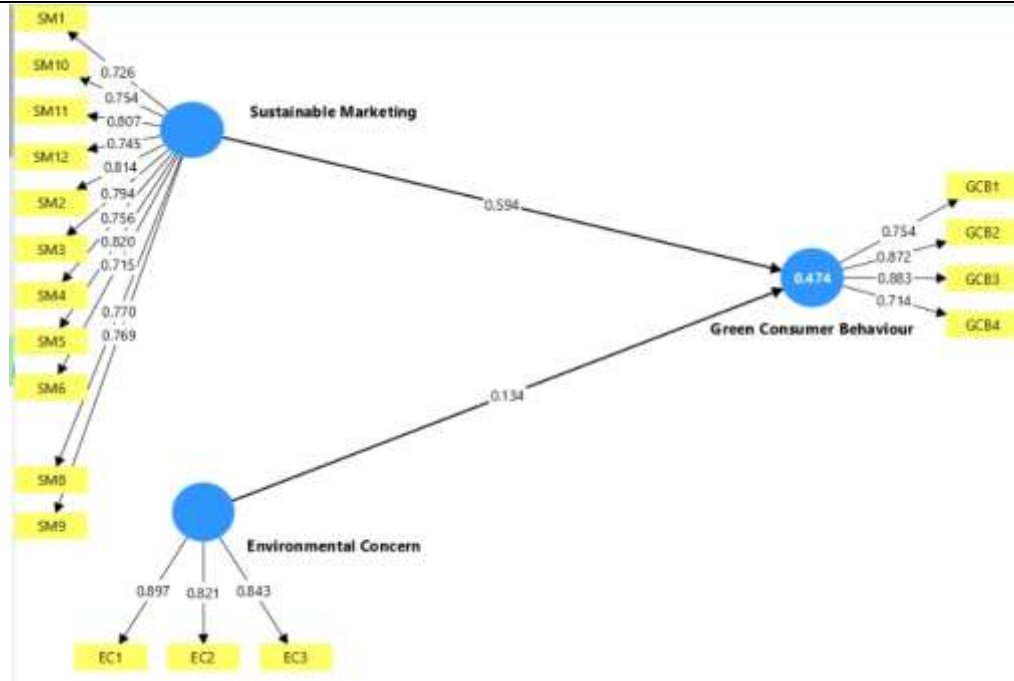 SM1
SM10
SM11
SM12
SM2
SM3
SM4
SM5
SM6
SM8
SM9
0.726
0.754
0.807
0.745
0.814
0.794
0.756
0.820
0.715
0.770
0.769
Sustainable Marketing
0.594
0.134
0.474
Green Consumer Behaviour
0.754
0.872
0.883
0.714
GCB1
GCB2
GCB3
GCB4
Environmental Concern
0.897
0.821
0.843
EC1
EC2
EC3